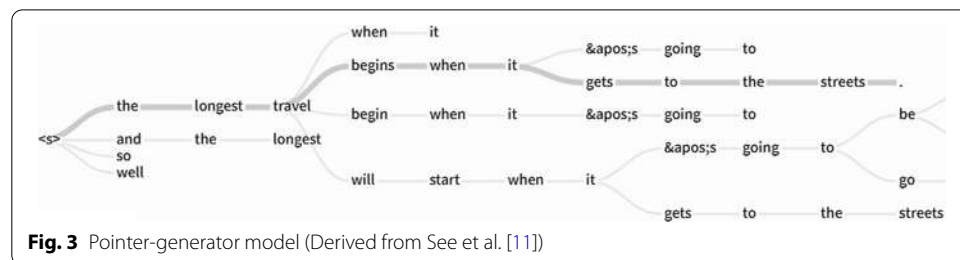 when it
&apos;s going to
begins when it
gets to the streets .
the longest travel
begin when it &apos;s going to be
<s> and the longest
&apos;s going to
so
well
will start when it go
gets to the streets
Fig. 3 Pointer-generator model (Derived from See et al. [11])